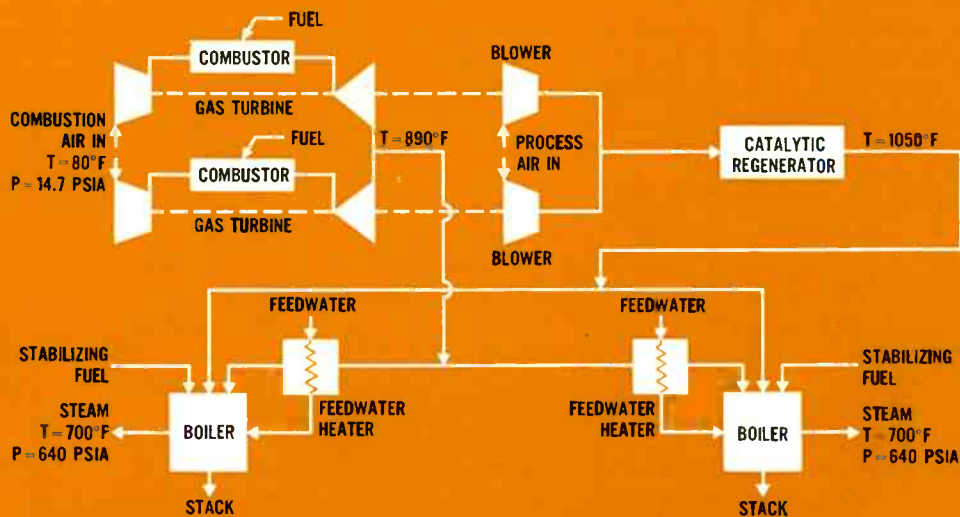 FUEL
COMBUSTOR
BLOWER
GAS TURBINE
COMBUSTION
AIR IN
T = 80°F
P = 14.7 PSIA
FUEL
T = 890°F
PROCESS
AIR IN
CATALYTIC
REGENERATOR
T = 1050°F
COMBUSTOR
GAS TURBINE
BLOWER
FEEDWATER
FEEDWATER
STABILIZING
FUEL
STABILIZING
FUEL
STEAM
T = 700°F
P = 640 PSIA
BOILER
FEEDWATER
HEATER
FEEDWATER
HEATER
BOILER
STEAM
T = 700°F
P = 640 PSIA
STACK
STACK